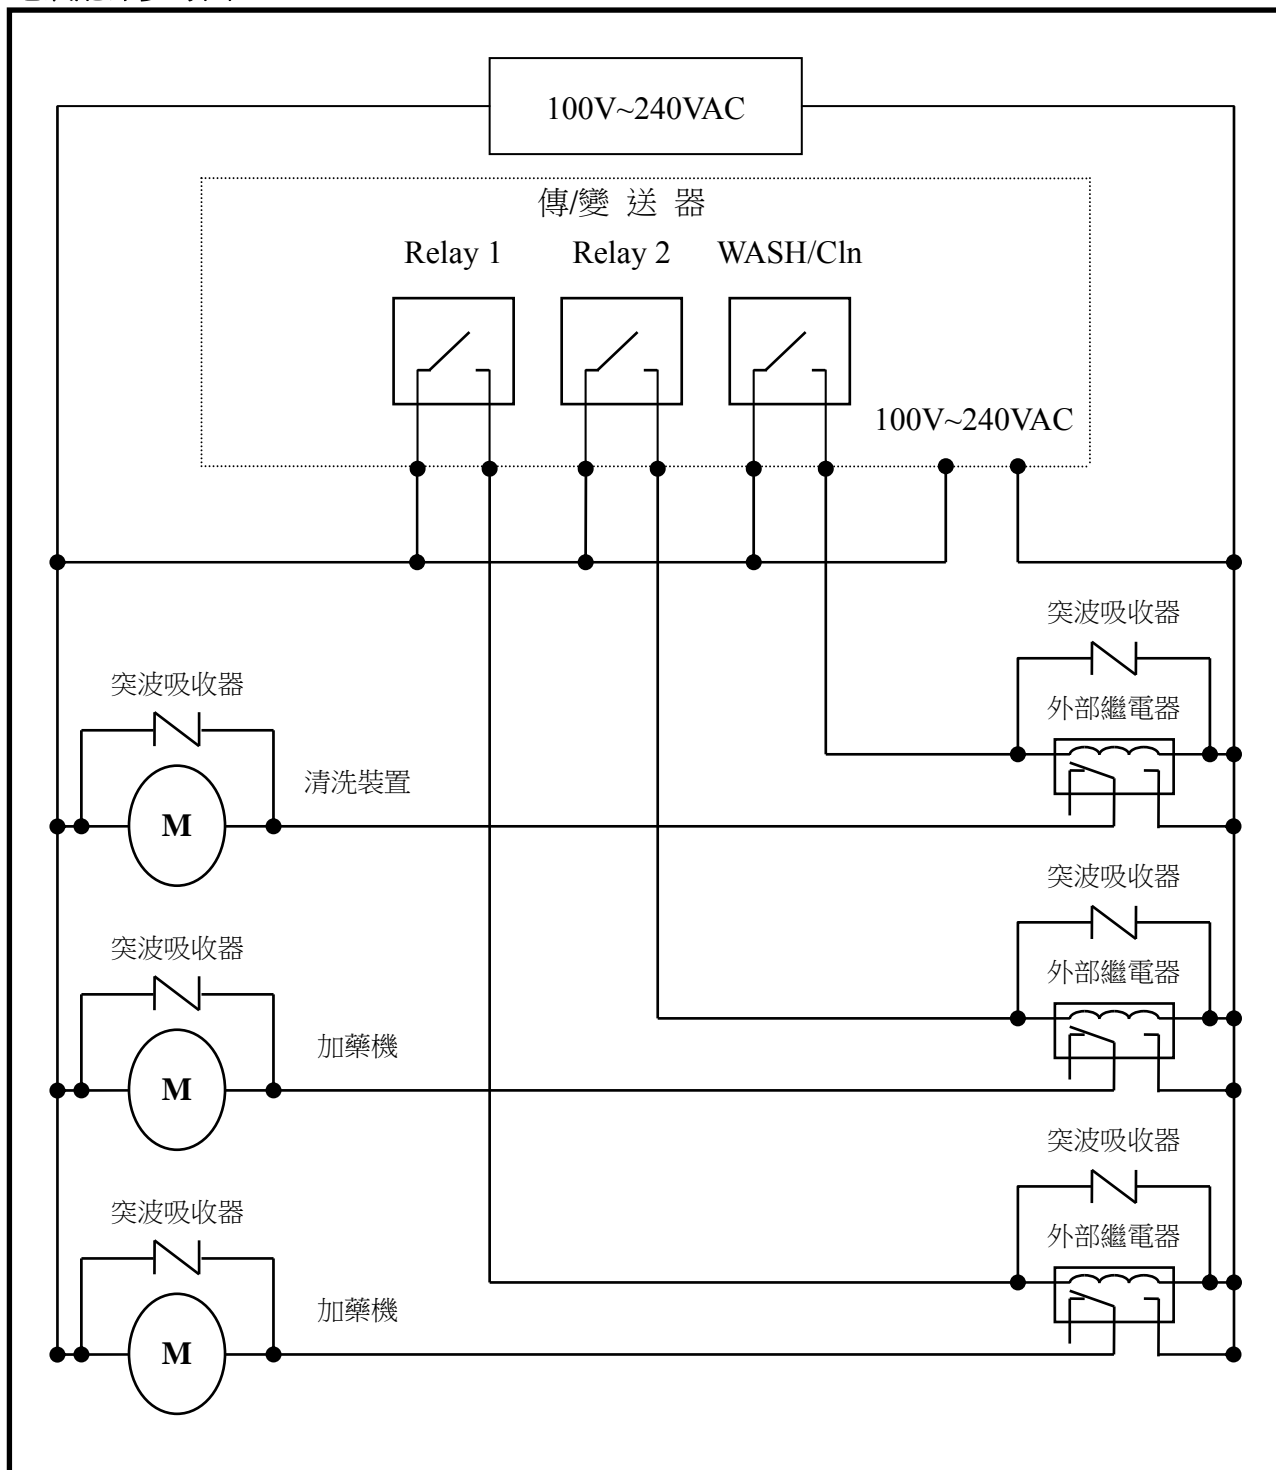 100V~240VAC
傳/變 送 器
Relay 1 Relay 2 WASH/Cln
100V~240VAC
突波吸收器
外部繼電器
突波吸收器
清洗裝置
M
突波吸收器
外部繼電器
突波吸收器
加藥機
M
突波吸收器
外部繼電器
突波吸收器
加藥機
M